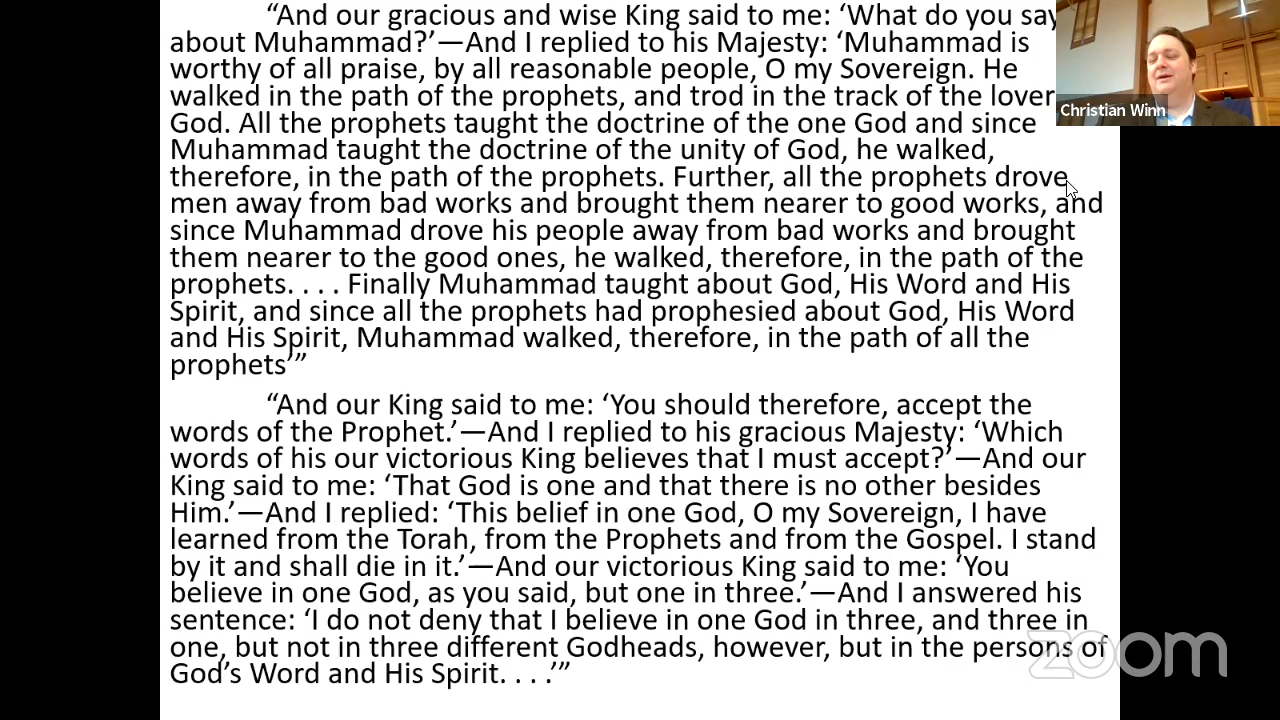 “And our gracious and wise King said to me: ‘What do you say
about Muhammad?’—And I replied to his Majesty: ‘Muhammad is
worthy of all praise, by all reasonable people, O my Sovereign. He
walked in the path of the prophets, and trod in the track of the lover
God. All the prophets taught the doctrine of the one God and since
Muhammad taught the doctrine of the unity of God, he walked,
therefore, in the path of the prophets. Further, all the prophets drove
men away from bad works and brought them nearer to good works, and
since Muhammad drove his people away from bad works and brought
them nearer to the good ones, he walked, therefore, in the path of the
prophets. . . . Finally Muhammad taught about God, His Word and His
Spirit, and since all the prophets had prophesied about God, His Word
and His Spirit, Muhammad walked, therefore, in the path of all the
prophets’”
“And our King said to me: ‘You should therefore, accept the
words of the Prophet.’—And I replied to his gracious Majesty: ‘Which
words of his our victorious King believes that I must accept?’—And our
King said to me: ‘That God is one and that there is no other besides
Him.’—And I replied: ‘This belief in one God, O my Sovereign, I have
learned from the Torah, from the Prophets and from the Gospel. I stand
by it and shall die in it.’—And our victorious King said to me: ‘You
believe in one God, as you said, but one in three.’—And I answered his
sentence: ‘I do not deny that I believe in one God in three, and three in
one, but not in three different Godheads, however, but in the persons of
God’s Word and His Spirit. . . .’”
Christian Winn
zoom